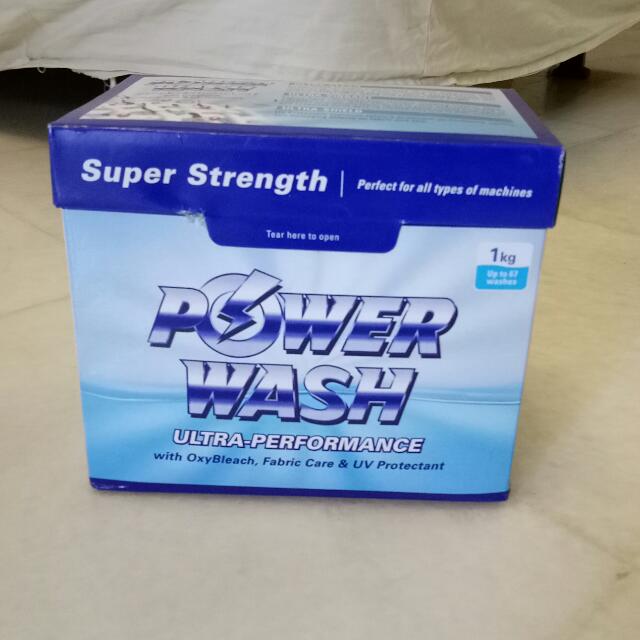 Super Strength | Perfect for all types of machines
Tear here to open
1kg
Up to 67
washes
POWER
WASH
ULTRA-PERFORMANCE
with OxyBleach, Fabric Care & UV Protectant